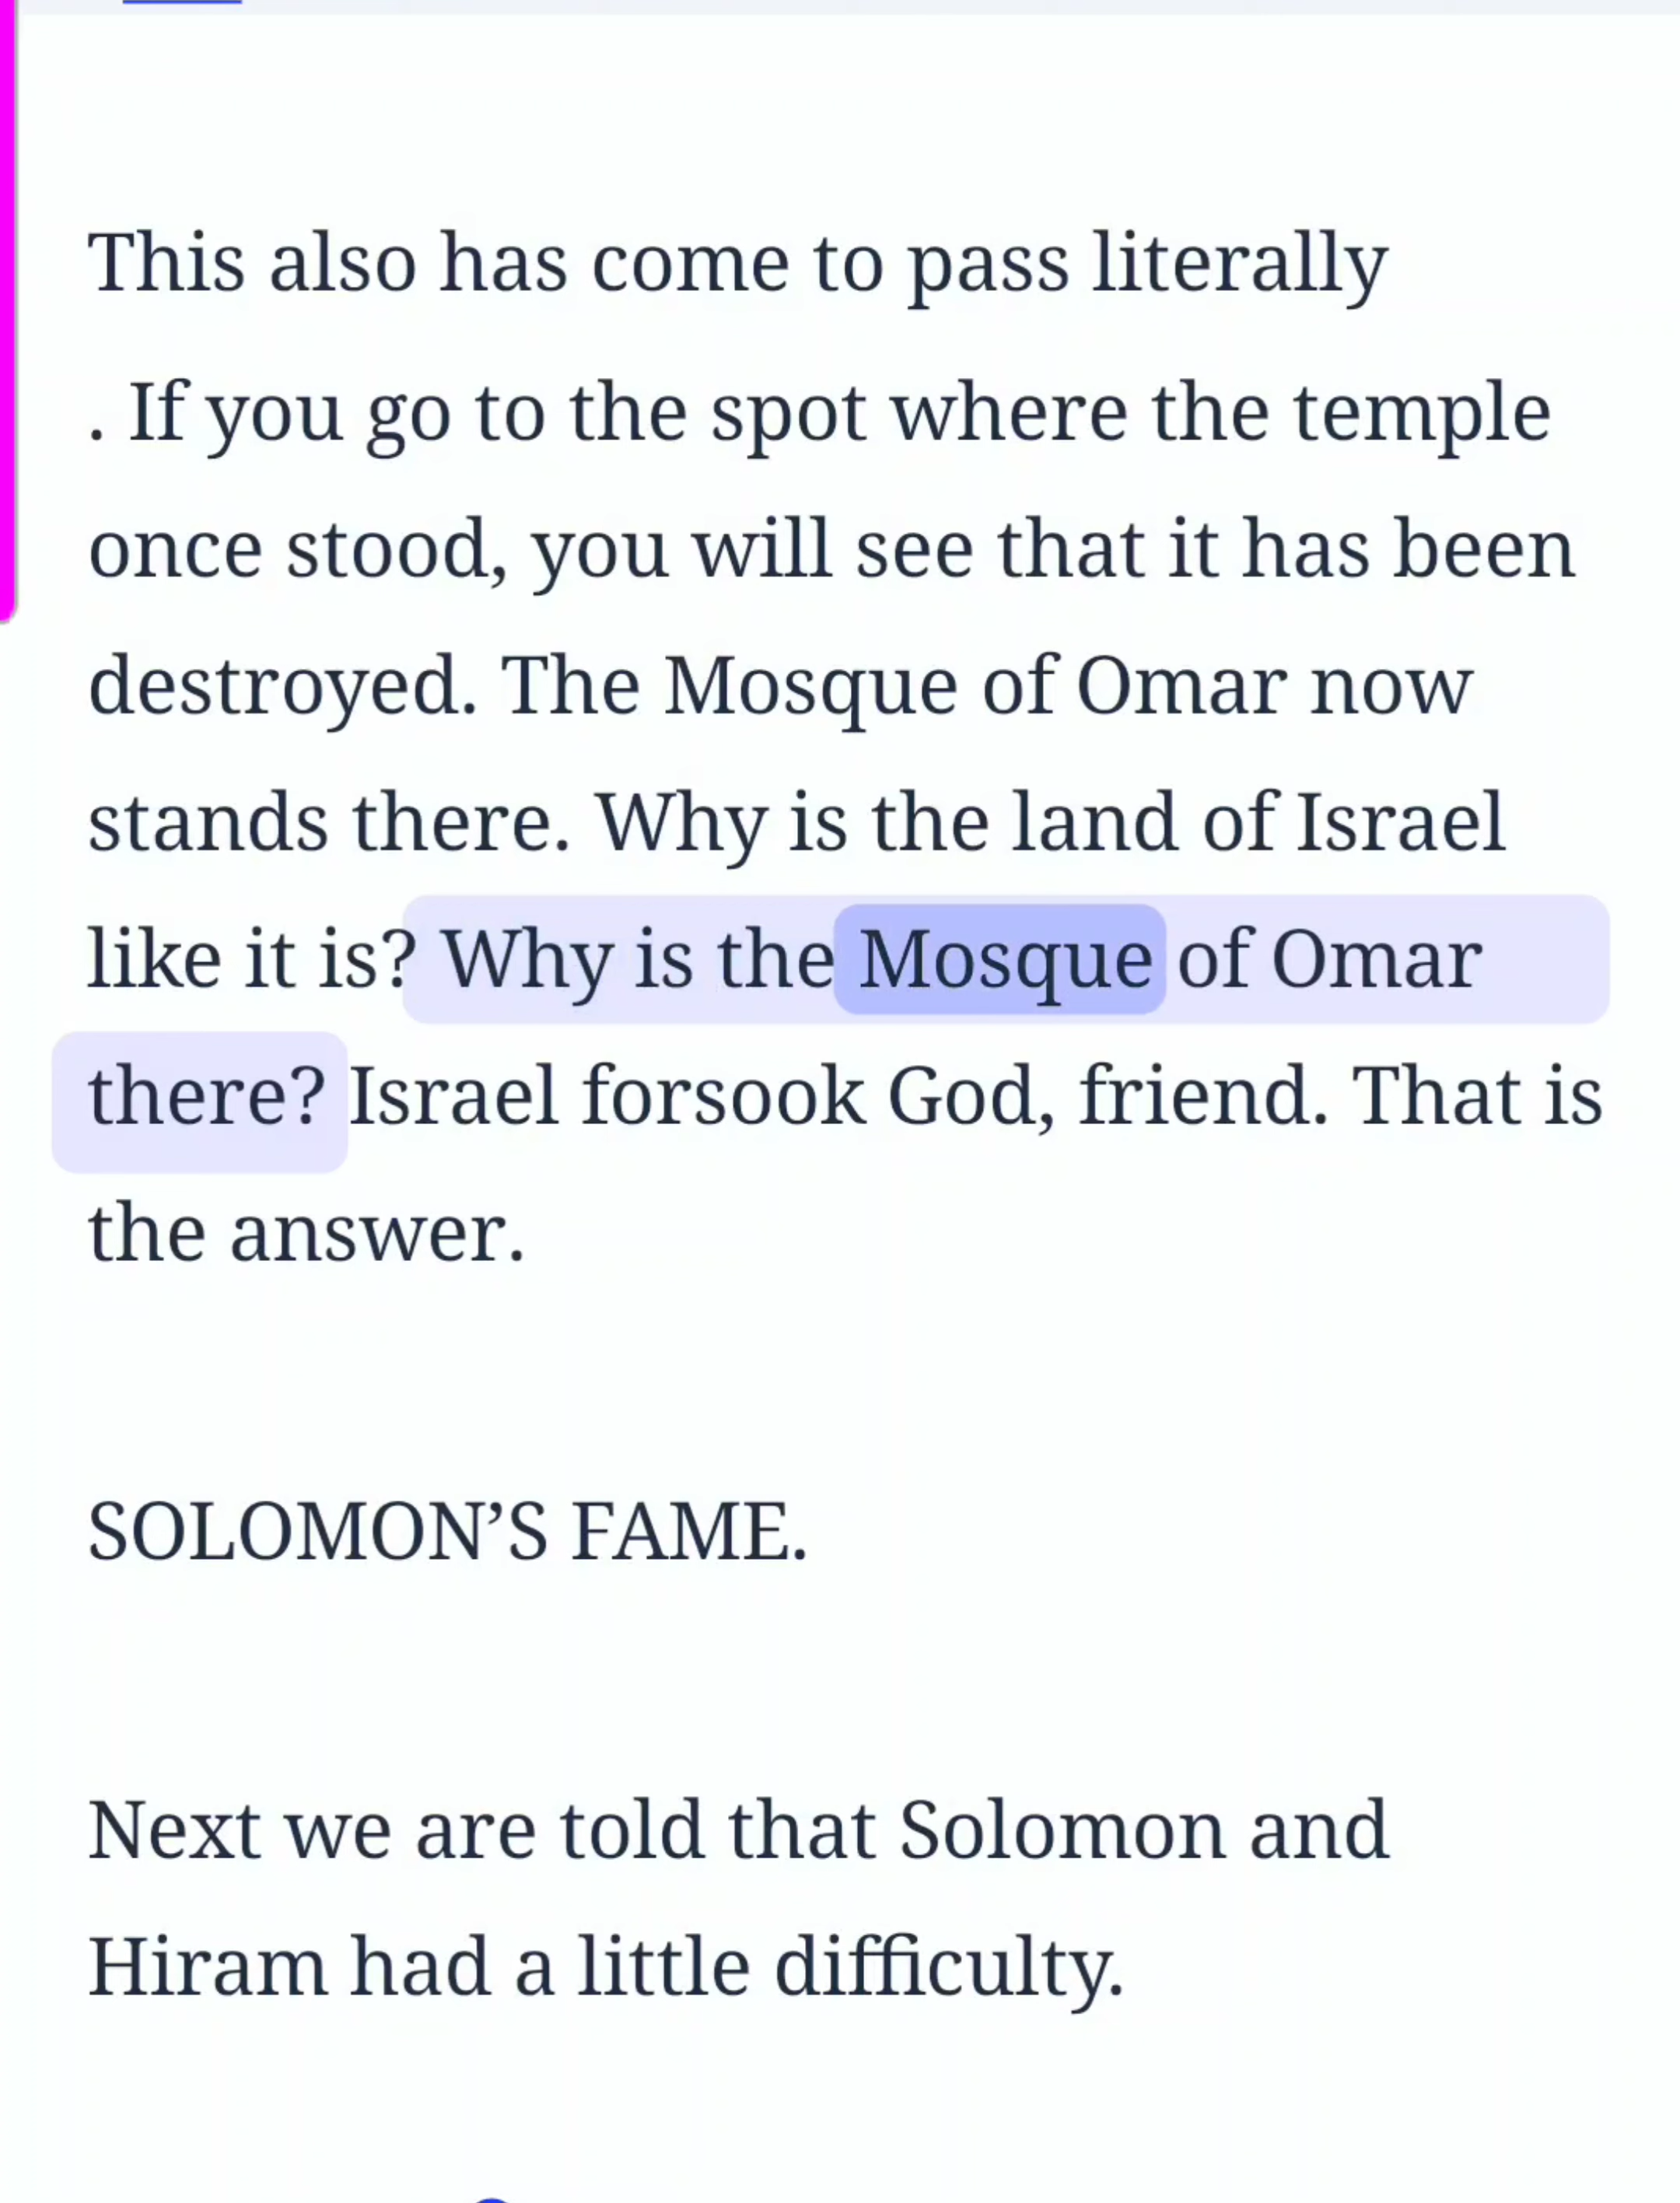 This also has come to pass literally
. If you go to the spot where the temple
once stood, you will see that it has been
destroyed. The Mosque of Omar now
stands there. Why is the land of Israel
like it is? Why is the Mosque of Omar
there? Israel forsook God, friend. That is
the answer.
SOLOMON’S FAME.
Next we are told that Solomon and
Hiram had a little difficulty.